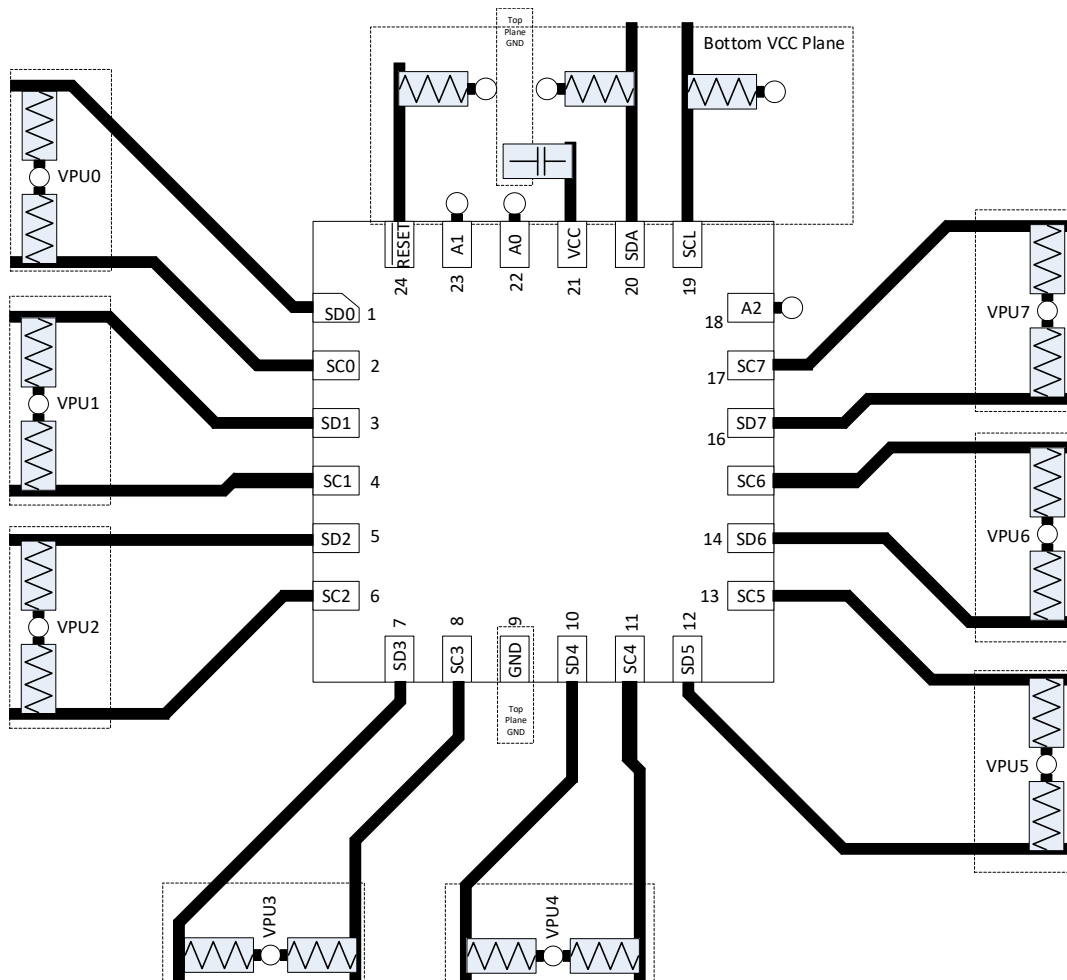 Top
Plane
GND
Bottom VCC Plane
VPU0
RESET
A1
A0
VCC
SDA
SCL
24
23
22
21
20
19
SD0 1
18 A2
VPU7
SC0 2
17 SC7
VPU1
SD1 3
16 SD7
SC1 4
SC6
SD2 5
14 SD6
VPU6
SC2 6
13 SC5
VPU2
7
8
9
10
11
12
SD3
SC3
GND
SD4
SC4
SD5
Top
Plane
GND
VPU5
VPU3
VPU4